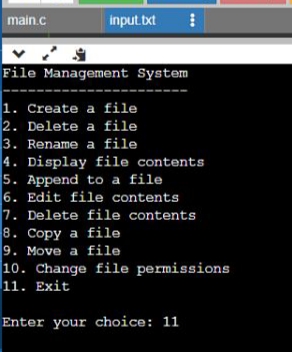 main.c
input.txt
File Management System
----------------------
1. Create a file
2. Delete a file
3. Rename a file
4. Display file contents
5. Append to a file
6. Edit file contents
7. Delete file contents
8. Copy a file
9. Move a file
10. Change file permissions
11. Exit
Enter your choice: 11